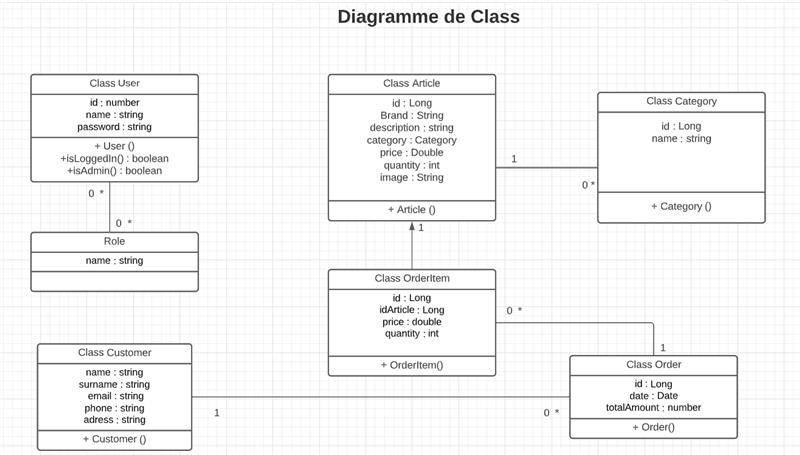 Diagramme de Class
Class User
id : number
name : string
password : string
+ User ()
+isLoggedIn() : boolean
+isAdmin() : boolean
0 *
0 *
Role
name : string
Class Article
id : Long
Brand : String
description : string
category : Category
price : Double
quantity : int
image : String
+ Article ()
1
0 *
Class Category
id : Long
name : string
+ Category ()
1
Class OrderItem
id : Long
idArticle : Long
price : double
quantity : int
+ OrderItem()
0 *
1
Class Customer
name : string
surname : string
email : string
phone : string
adress : string
+ Customer ()
1
0 *
Class Order
id : Long
date : Date
totalAmount : number
+ Order()